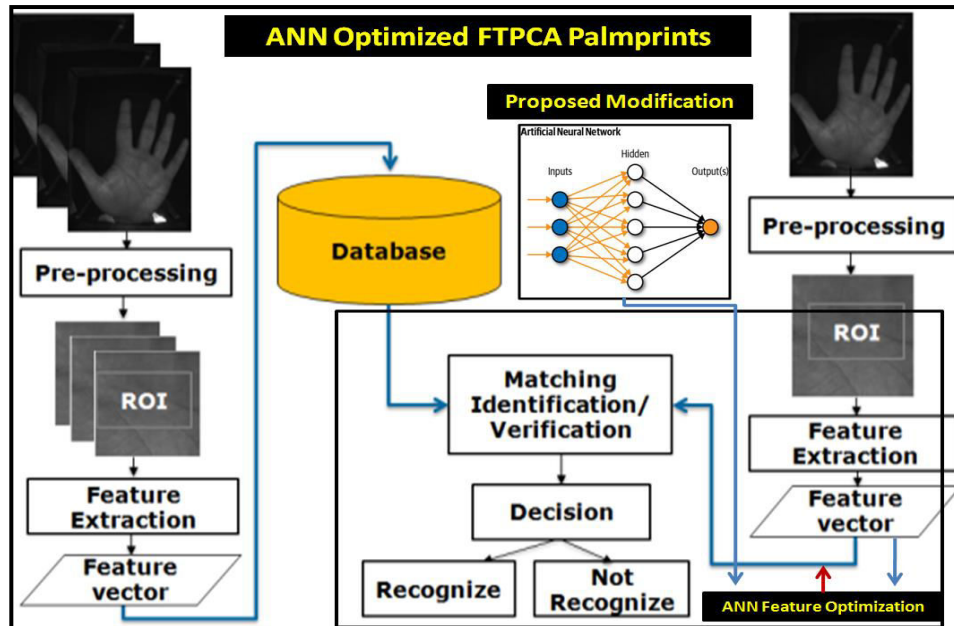 ANN Optimized FTPCA Palmprints
Proposed Modification
Artificial Neural Network
Hidden
Inputs
Output(s)
Pre-processing
ROI
Feature
Extraction
Feature
vector
Database
Matching
Identification/
Verification
Decision
Recognize
Not
Recognize
Pre-processing
ROI
Feature
Extraction
Feature
vector
ANN Feature Optimization